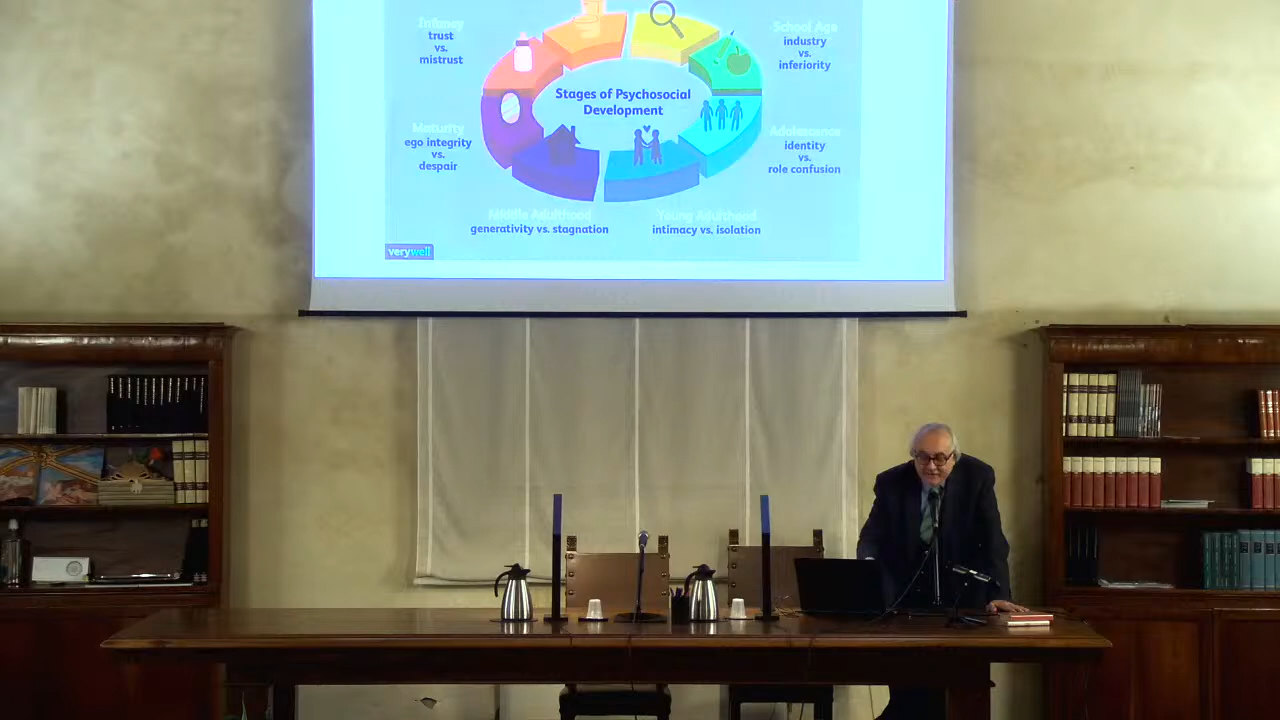 Infancy
trust
vs.
mistrust
School Age
industry
vs.
inferiority
Stages of Psychosocial
Development
Maturity
ego integrity
vs.
despair
Adolescence
identity
vs.
role confusion
Middle Adulthood
generativity vs. stagnation
Young Adulthood
intimacy vs. isolation
verywell